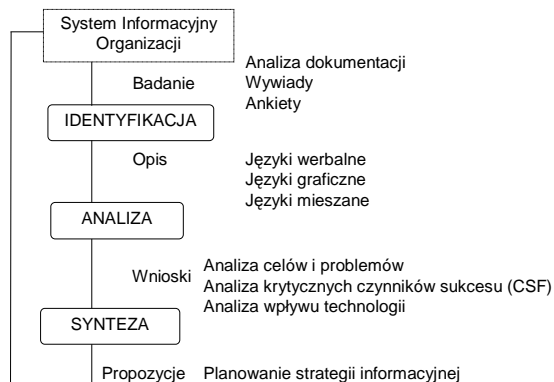 System Informacyjny
Organizacji
Analiza dokumentacji
Badanie Wywiady
Ankiety
IDENTYFIKACJA
Opis Języki werbalne
Języki graficzne
Języki mieszane
ANALIZA
Wnioski Analiza celów i problemów
Analiza krytycznych czynników sukcesu (CSF)
Analiza wpływu technologii
SYNTEZA
Propozycje Planowanie strategii informacyjnej